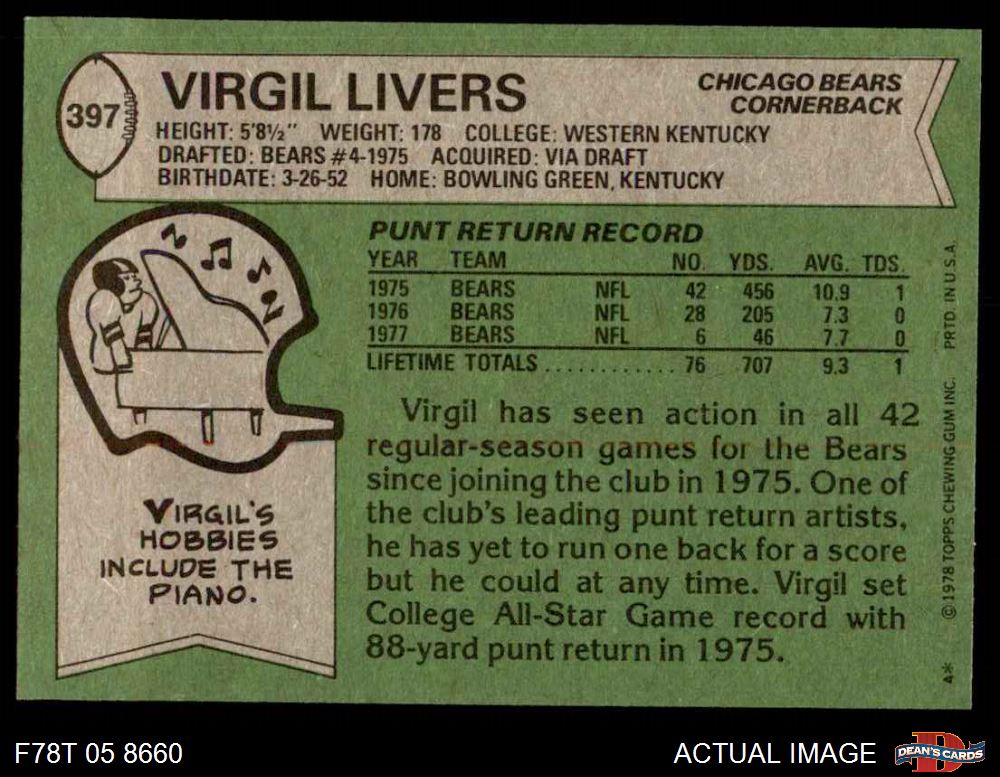 397
VIRGIL LIVERS
CHICAGO BEARS
CORNERBACK
HEIGHT: 5'8½" WEIGHT: 178 COLLEGE: WESTERN KENTUCKY
DRAFTED: BEARS #4-1975 ACQUIRED: VIA DRAFT
BIRTHDATE: 3-26-52 HOME: BOWLING GREEN, KENTUCKY
PUNT RETURN RECORD
YEAR TEAM NO. YDS. AVG. TDS.
1975 BEARS NFL 42 456 10.9 1
1976 BEARS NFL 28 205 7.3 0
1977 BEARS NFL 6 46 7.7 0
LIFETIME TOTALS ............ 76 707 9.3 1
Virgil has seen action in all 42
regular-season games for the Bears
since joining the club in 1975. One of
the club's leading punt return artists,
he has yet to run one back for a score
but he could at any time. Virgil set
College All-Star Game record with
88-yard punt return in 1975.
VIRGIL'S
HOBBIES
INCLUDE THE
PIANO.
4* © 1978 TOPPS CHEWING GUM INC. PRTD. IN U.S.A.
F78T 05 8660
ACTUAL IMAGE
D
DEAN'S CARDS